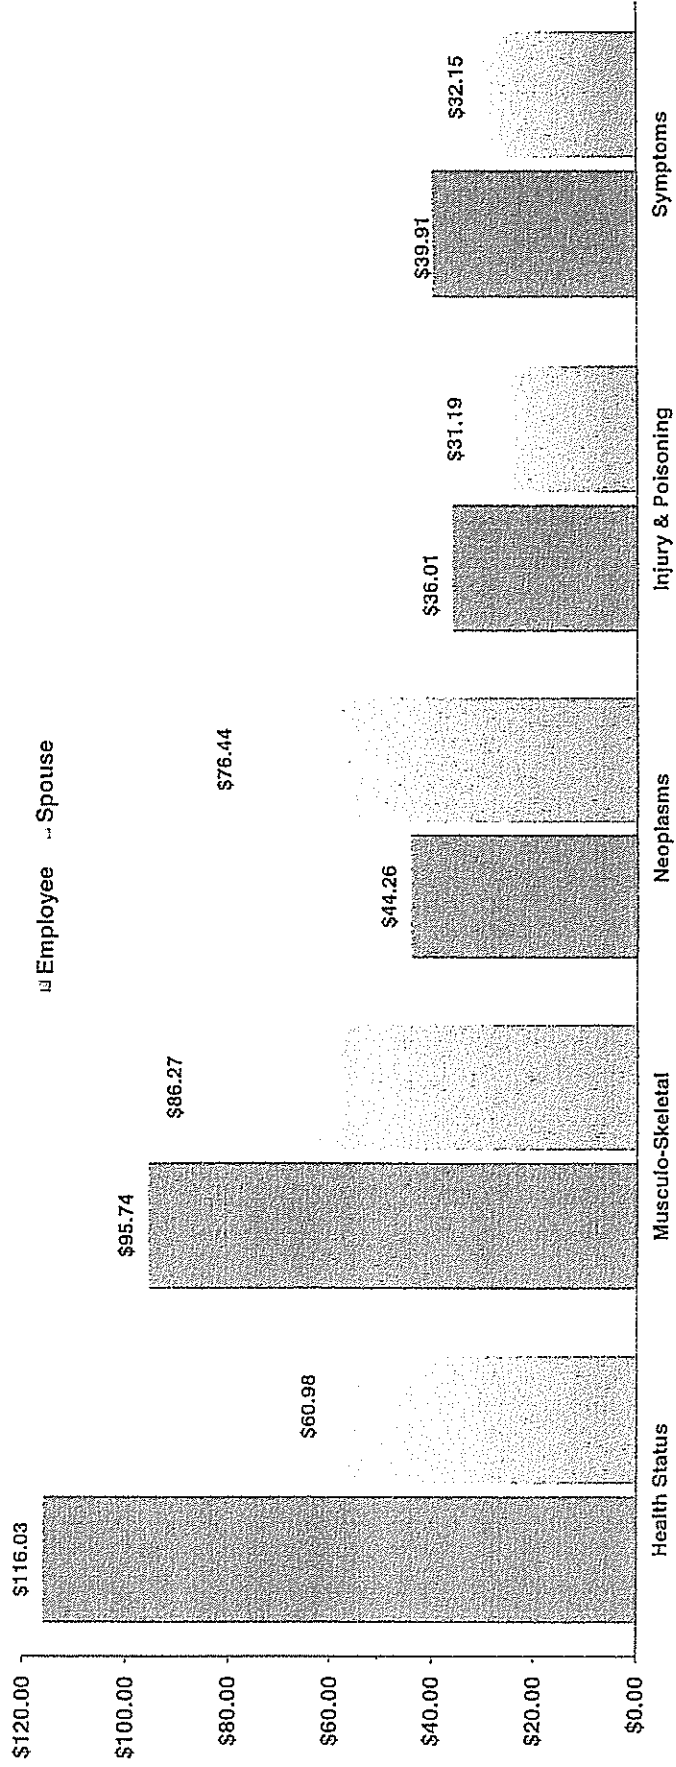 Employee Spouse
$120.00
$100.00
$80.00
$60.00
$40.00
$20.00
$0.00
$116.03
$60.98
$95.74
$86.27
$44.26
$76.44
$36.01
$31.19
$39.91
$32.15
Health Status
Musculo-Skeletal
Neoplasms
Injury & Poisoning
Symptoms